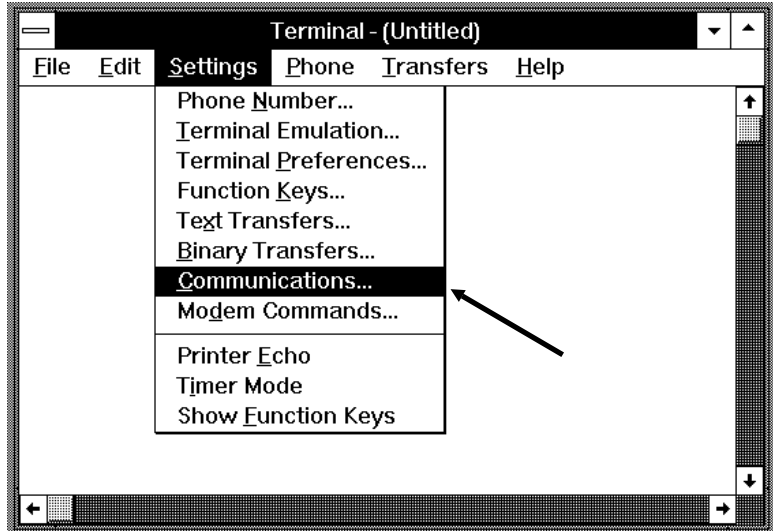 Terminal - (Untitled)
File Edit Settings Phone Transfers Help
Phone Number...
Terminal Emulation...
Terminal Preferences...
Function Keys...
Text Transfers...
Binary Transfers...
Communications...
Modem Commands...
Printer Echo
Timer Mode
Show Function Keys